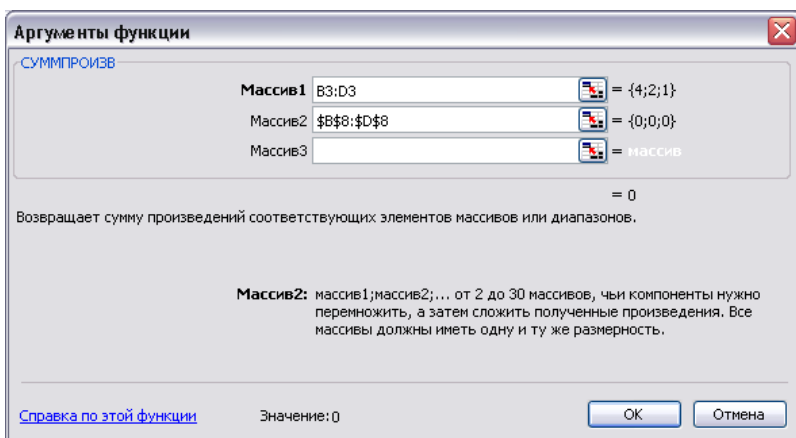 Аргументы функции
СУММПРОИЗВ
Массив1 B3:D3 = {4;2;1}
Массив2 $B$8:$D$8 = {0;0;0}
Массив3 = массив
= 0
Возвращает сумму произведений соответствующих элементов массивов или диапазонов.
Массив2: массив1;массив2;... от 2 до 30 массивов, чьи компоненты нужно
перемножить, а затем сложить полученные произведения. Все
массивы должны иметь одну и ту же размерность.
Справка по этой функции Значение:0 ОК Отмена